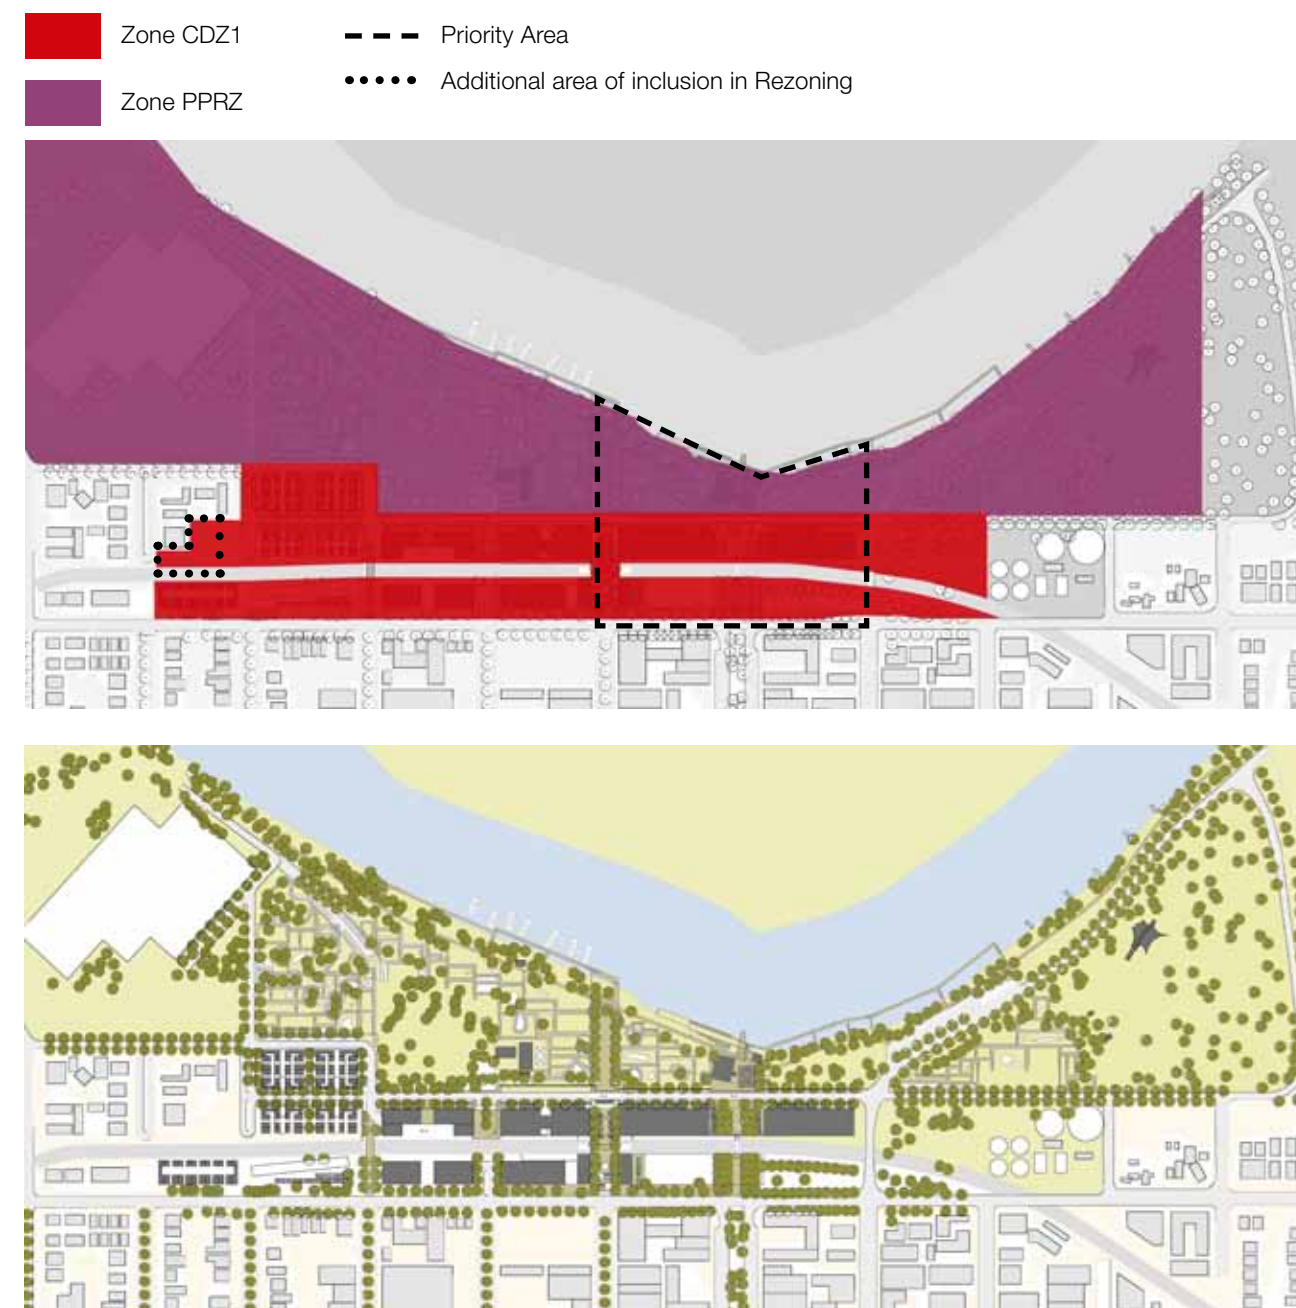 Zone CDZ1
Priority Area
Additional area of inclusion in Rezoning
Zone PPRZ